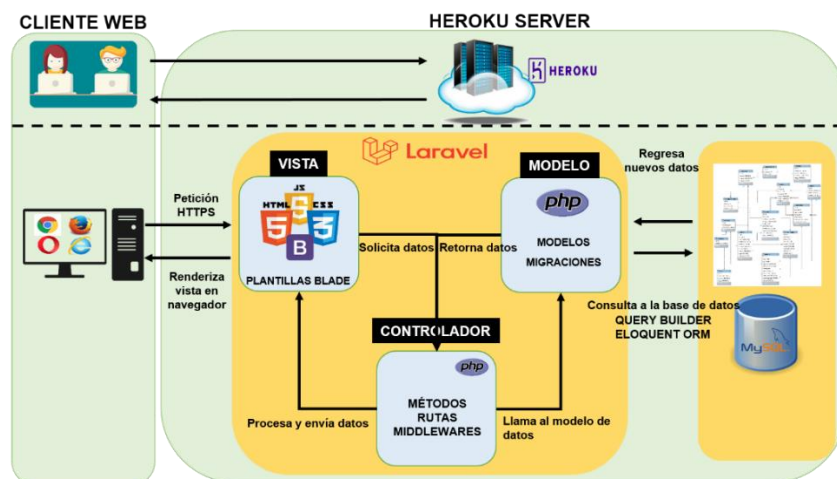 CLIENTE WEB
HEROKU SERVER
HEROKU
Laravel
VISTA
MODELO
Regresa
nuevos datos
Petición
HTTPS
JS
HTML
CSS
5
5
3
B
PLANTILLAS BLADE
Solicita datos
Retorna datos
php
MODELOS
MIGRACIONES
Renderiza
vista en
navegador
Consulta a la base de datos
QUERY BUILDER
ELOQUENT ORM
MySQL
CONTROLADOR
php
MÉTODOS
RUTAS
MIDDLEWARES
Procesa y envía datos
Llama al modelo de
datos